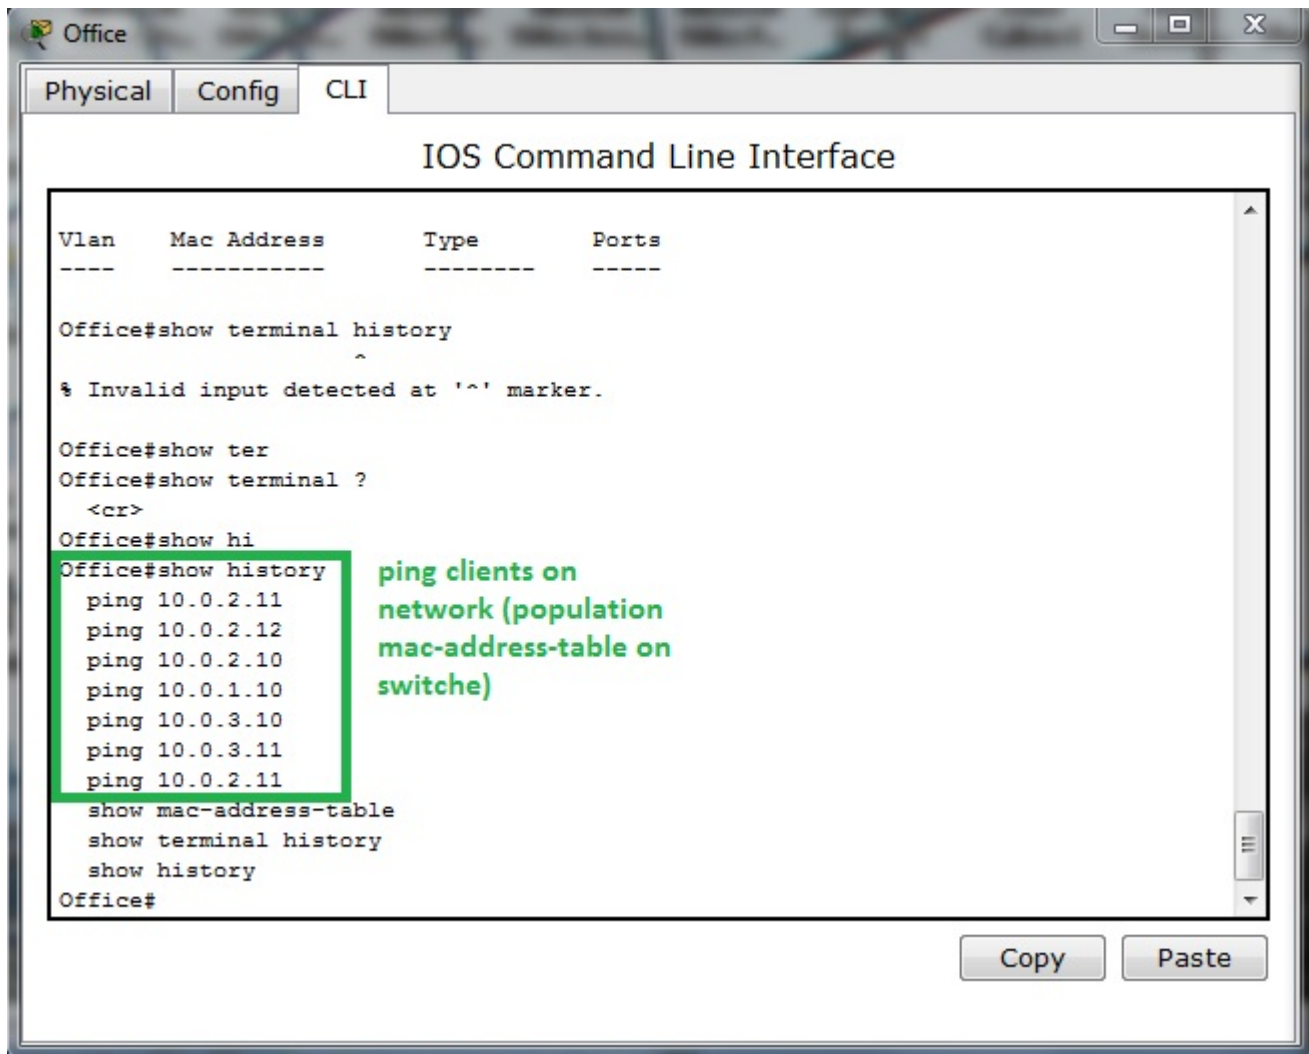 Office
Physical Config CLI
IOS Command Line Interface
Vlan Mac Address Type Ports
---- ----------- -------- -----
Office#show terminal history
^
% Invalid input detected at '^' marker.
Office#show ter
Office#show terminal ?
<cr>
Office#show hi
Office#show history
ping 10.0.2.11
ping 10.0.2.12
ping 10.0.2.10
ping 10.0.1.10
ping 10.0.3.10
ping 10.0.3.11
ping 10.0.2.11
show mac-address-table
show terminal history
show history
Office#
ping clients on
network (population
mac-address-table on
switche)
Copy Paste